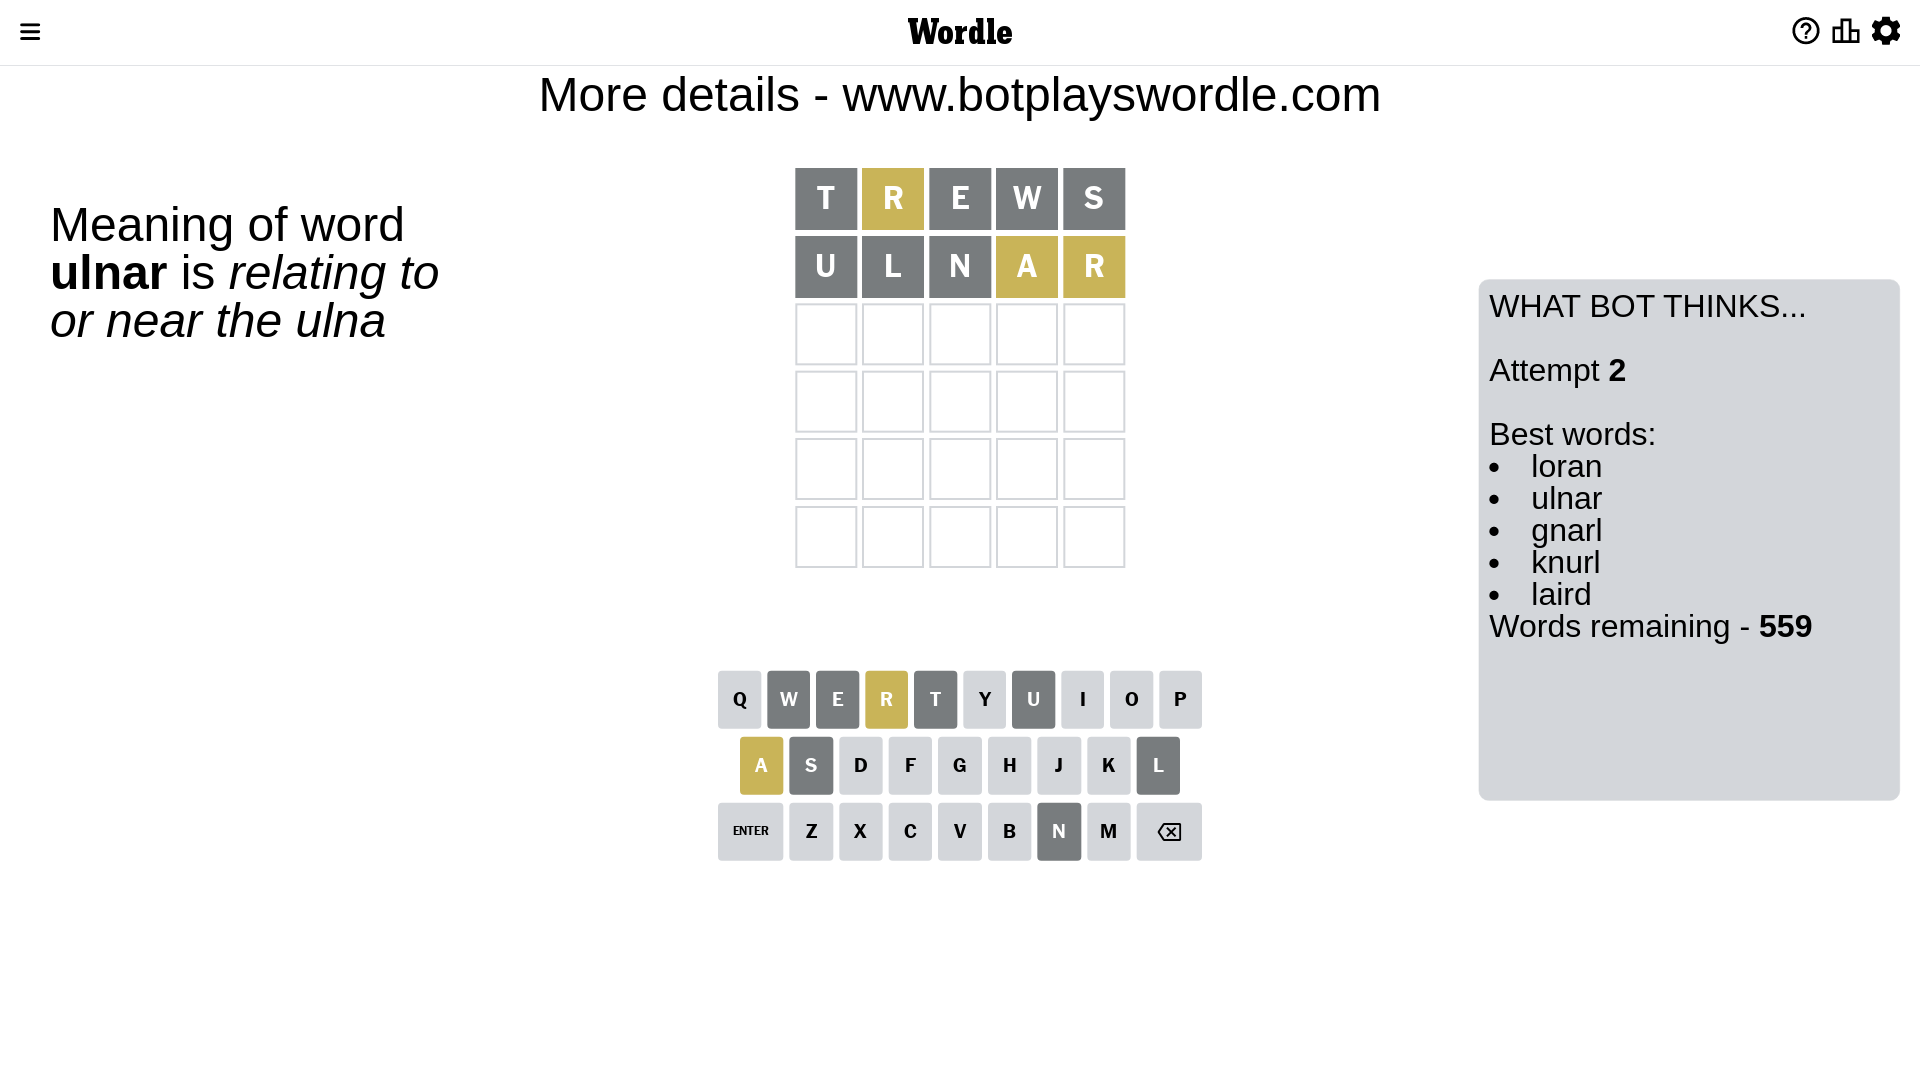 Wordle
More details - www.botplayswordle.com
Meaning of word
ulnar is relating to
or near the ulna
T R E W S
U L N A R
WHAT BOT THINKS...
Attempt 2
Best words:
• loran
• ulnar
• gnarl
• knurl
• laird
Words remaining - 559
Q W E R T Y U I O P
A S D F G H J K L
ENTER Z X C V B N M